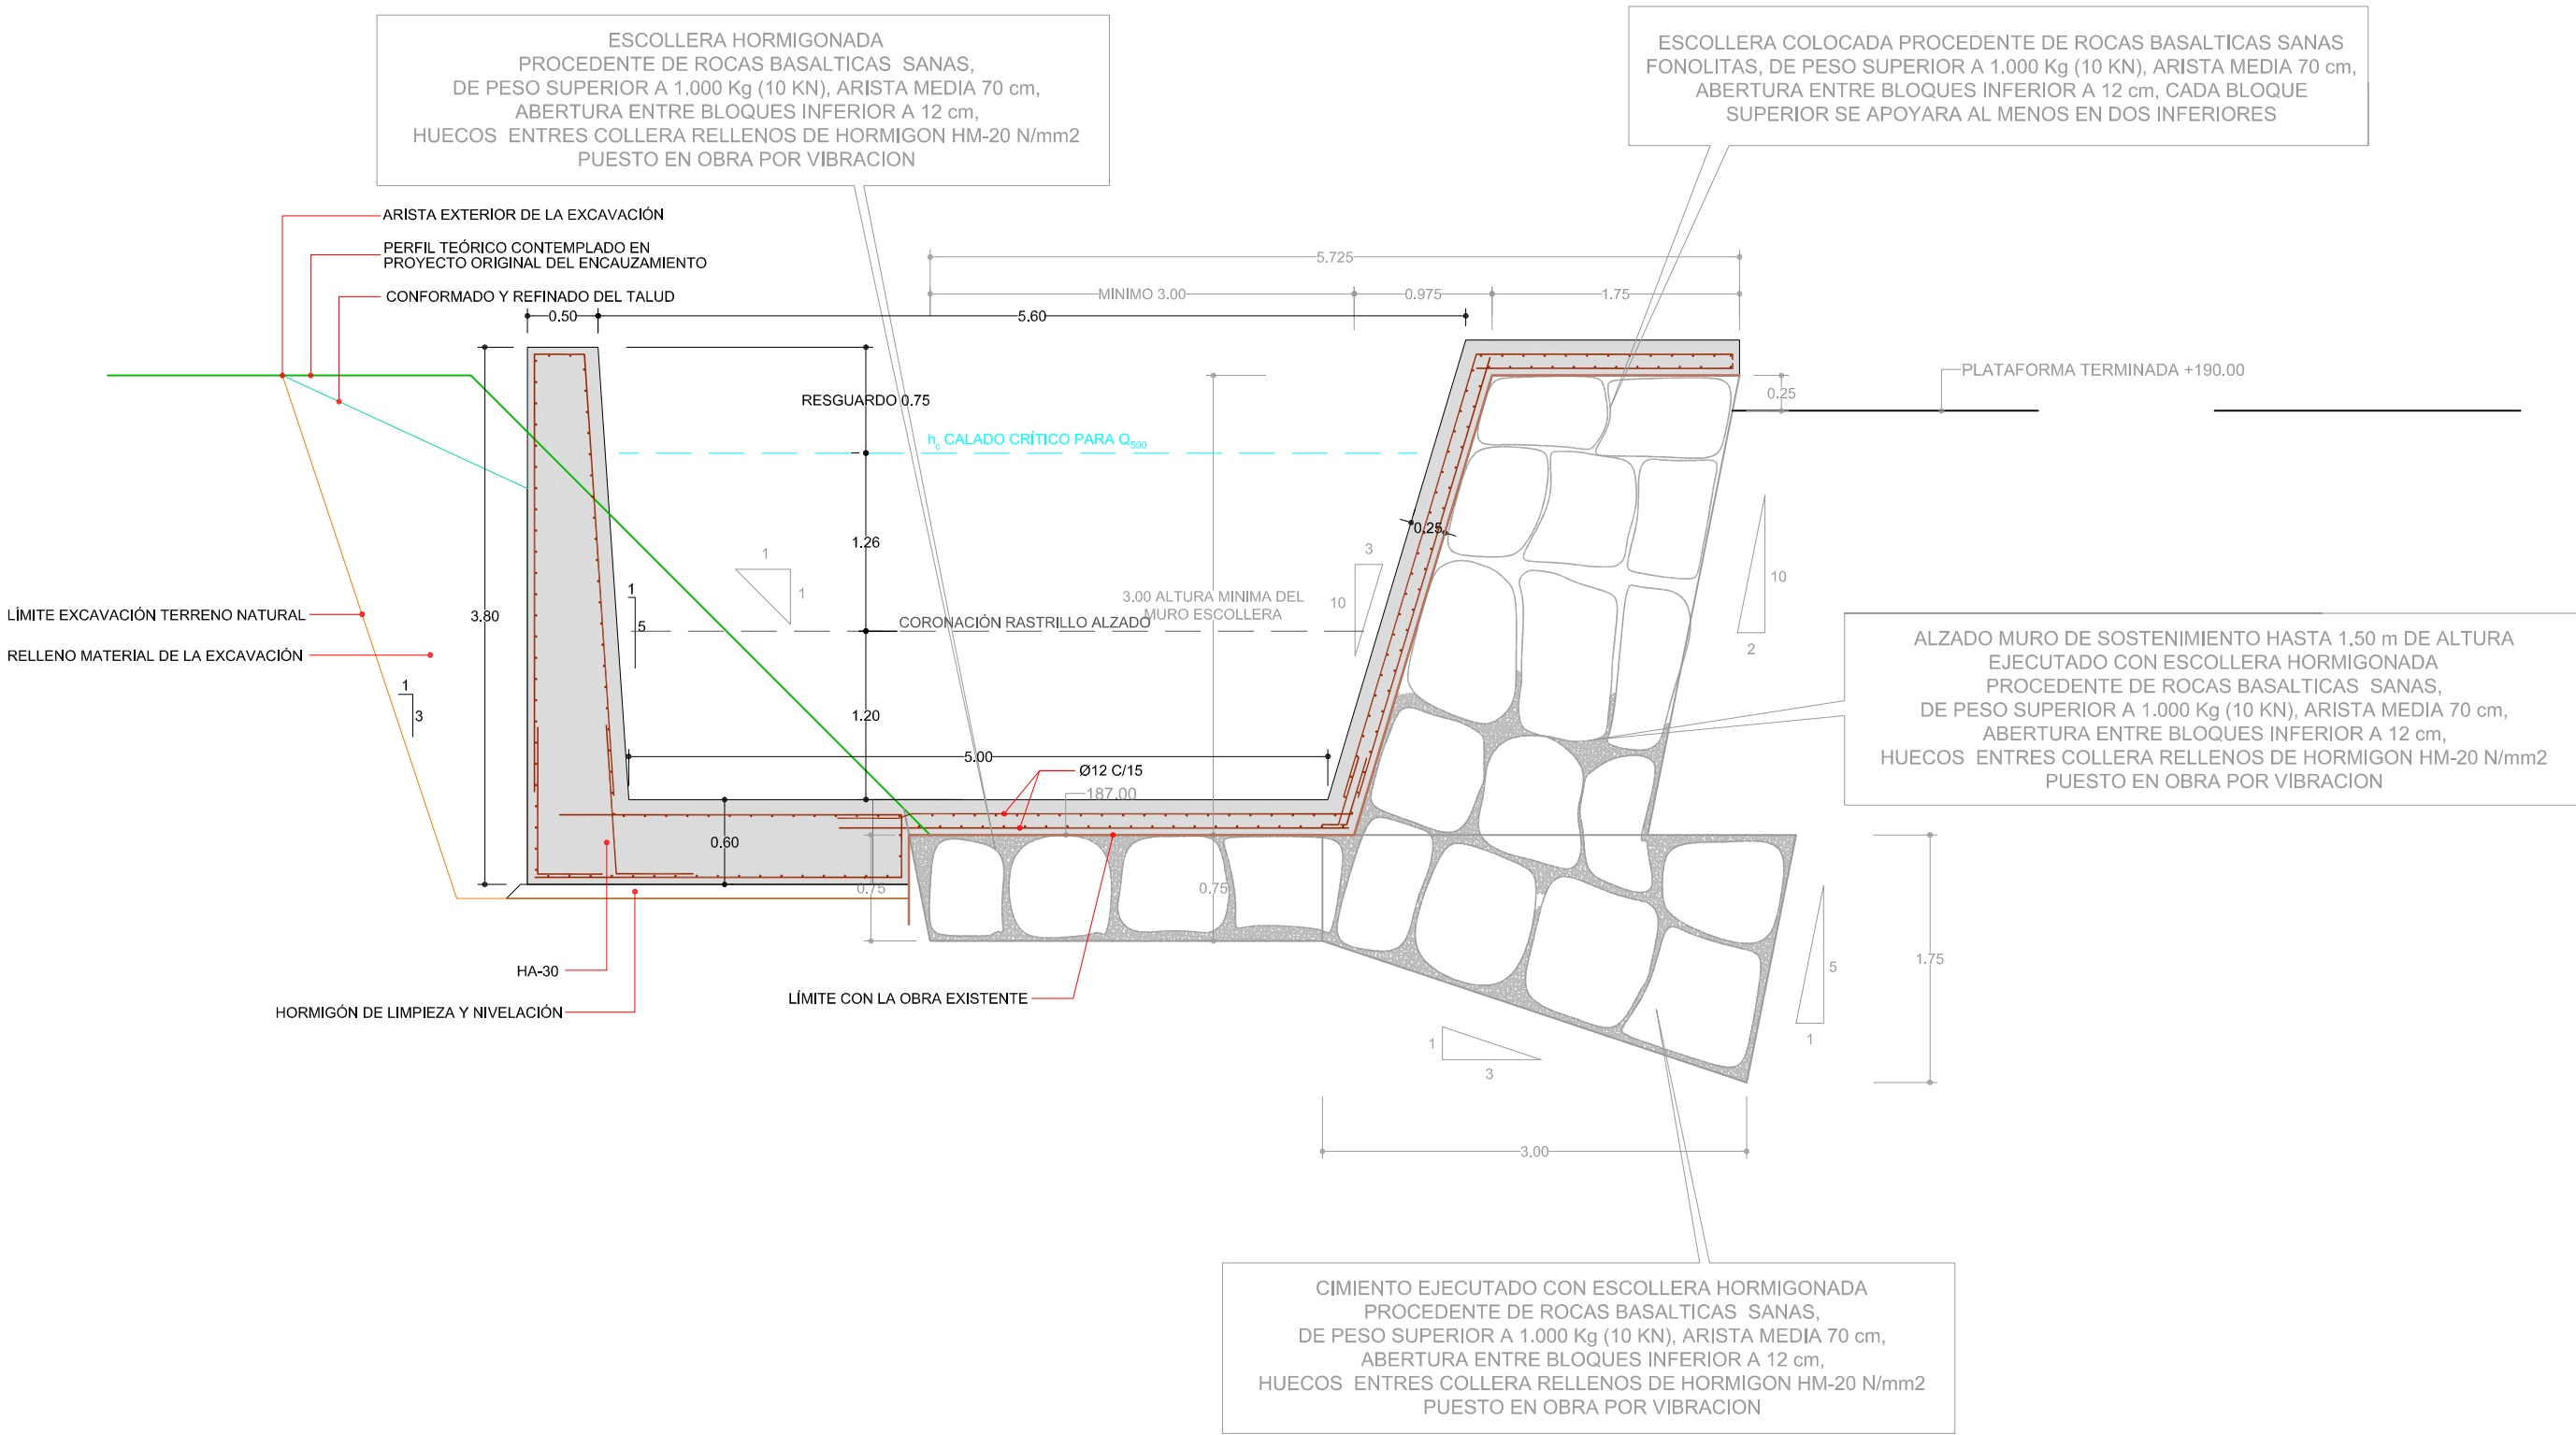 ESCOLLERA HORMIGONADA
PROCEDENTE DE ROCAS BASALTICAS SANAS,
DE PESO SUPERIOR A 1.000 Kg (10 KN), ARISTA MEDIA 70 cm,
ABERTURA ENTRE BLOQUES INFERIOR A 12 cm,
HUECOS ENTRES COLLERA RELLENOS DE HORMIGON HM-20 N/mm2
PUESTO EN OBRA POR VIBRACION
ESCOLLERA COLOCADA PROCEDENTE DE ROCAS BASALTICAS SANAS
FONOLITAS, DE PESO SUPERIOR A 1.000 Kg (10 KN), ARISTA MEDIA 70 cm,
ABERTURA ENTRE BLOQUES INFERIOR A 12 cm, CADA BLOQUE
SUPERIOR SE APOYARA AL MENOS EN DOS INFERIORES
ARISTA EXTERIOR DE LA EXCAVACIÓN
PERFIL TEÓRICO CONTEMPLADO EN
PROYECTO ORIGINAL DEL ENCAUZAMIENTO
CONFORMADO Y REFINADO DEL TALUD
5.725
MINIMO 3.00
0.975
1.75
0.50
5.60
PLATAFORMA TERMINADA +190.00
0.25
RESGUARDO 0.75
hc CALADO CRÍTICO PARA Q500
0.25
1.26
1
1
3
10
10
2
3.00 ALTURA MINIMA DEL
MURO ESCOLLERA
1
5
LÍMITE EXCAVACIÓN TERRENO NATURAL
3.80
CORONACIÓN RASTRILLO ALZADO
RELLENO MATERIAL DE LA EXCAVACIÓN
1
3
1.20
ALZADO MURO DE SOSTENIMIENTO HASTA 1.50 m DE ALTURA
EJECUTADO CON ESCOLLERA HORMIGONADA
PROCEDENTE DE ROCAS BASALTICAS SANAS,
DE PESO SUPERIOR A 1.000 Kg (10 KN), ARISTA MEDIA 70 cm,
ABERTURA ENTRE BLOQUES INFERIOR A 12 cm,
HUECOS ENTRES COLLERA RELLENOS DE HORMIGON HM-20 N/mm2
PUESTO EN OBRA POR VIBRACION
5.00
Ø12 C/15
187.00
0.60
0.75
0.75
1.75
5
1
HA-30
LÍMITE CON LA OBRA EXISTENTE
HORMIGÓN DE LIMPIEZA Y NIVELACIÓN
1
3
3.00
CIMIENTO EJECUTADO CON ESCOLLERA HORMIGONADA
PROCEDENTE DE ROCAS BASALTICAS SANAS,
DE PESO SUPERIOR A 1.000 Kg (10 KN), ARISTA MEDIA 70 cm,
ABERTURA ENTRE BLOQUES INFERIOR A 12 cm,
HUECOS ENTRES COLLERA RELLENOS DE HORMIGON HM-20 N/mm2
PUESTO EN OBRA POR VIBRACION